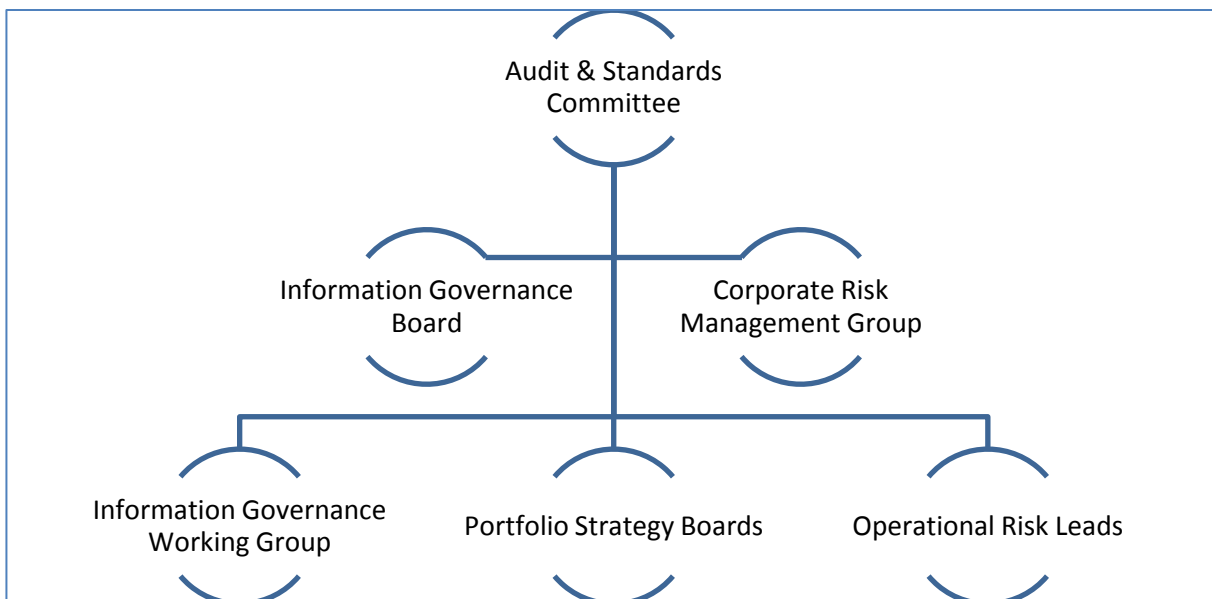 Audit & Standards
Committee
Information Governance
Board
Corporate Risk
Management Group
Information Governance
Working Group
Portfolio Strategy Boards
Operational Risk Leads